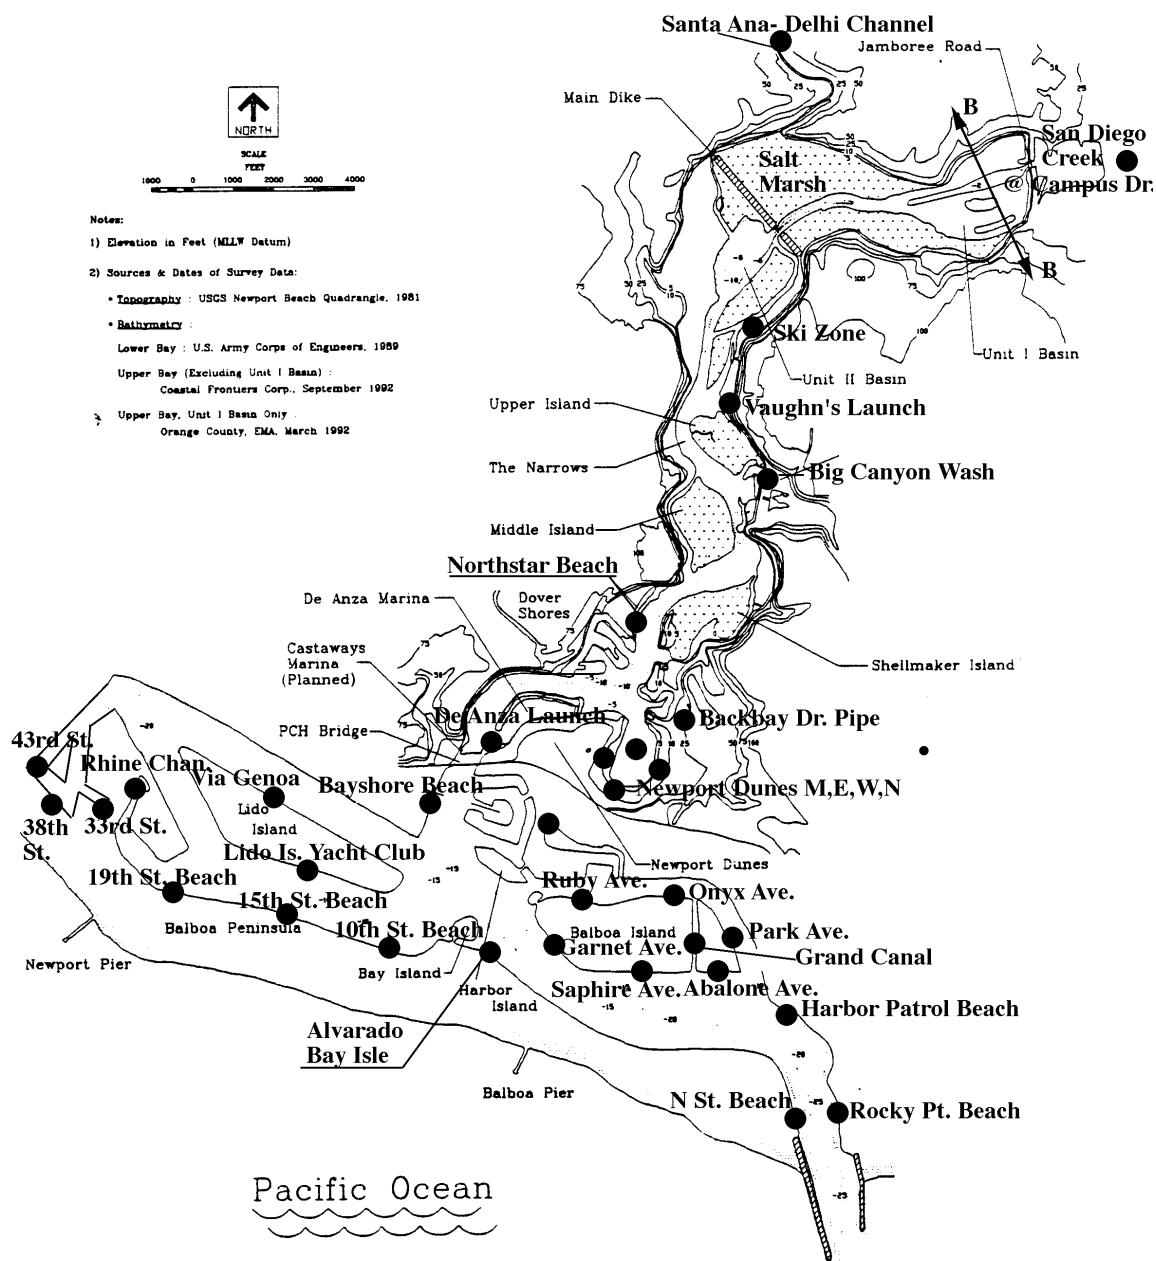 Santa Ana- Delhi Channel
Jamboree Road
Main Dike
NORTH
SCALE
FEET
1000 0 1000 2000 3000 4000
B
San Diego
Creek
@ Campus Dr.
Salt
Marsh
B
Notes:
1) Elevation in Feet (MLLW Datum)
2) Sources & Dates of Survey Data:
• Topography : USGS Newport Beach Quadrangle, 1981
• Bathymetry :
Lower Bay : U.S. Army Corps of Engineers, 1989
Upper Bay (Excluding Unit I Basin) :
Coastal Frontiers Corp., September 1992
Upper Bay, Unit I Basin Only :
Orange County, EMA, March 1992
Ski Zone
Unit I Basin
Unit II Basin
Upper Island
Vaughn's Launch
The Narrows
Big Canyon Wash
Middle Island
Northstar Beach
De Anza Marina
Dover
Shores
Castaways
Marina
(Planned)
Shellmaker Island
De Anza Launch
Backbay Dr. Pipe
PCH Bridge
43rd St.
Rhine Chan.
Via Genoa
Bayshore Beach
Newport Dunes M,E,W,N
Lido
Island
38th
St.
33rd St.
Lido Is. Yacht Club
Newport Dunes
19th St. Beach
Ruby Ave.
Onyx Ave.
15th St. Beach
Balboa Peninsula
10th St. Beach
Balboa Island
Park Ave.
Garnet Ave.
Grand Canal
Newport Pier
Bay Island
Harbor
Island
Saphire Ave.
Abalone Ave.
Harbor Patrol Beach
Alvarado
Bay Isle
Balboa Pier
N St. Beach
Rocky Pt. Beach
Pacific Ocean